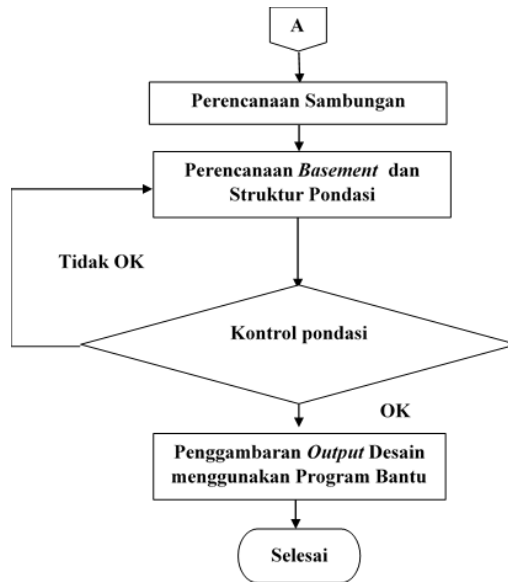 A
Perencanaan Sambungan
Perencanaan Basement dan
Struktur Pondasi
Tidak OK
Kontrol pondasi
OK
Penggambaran Output Desain
menggunakan Program Bantu
Selesai